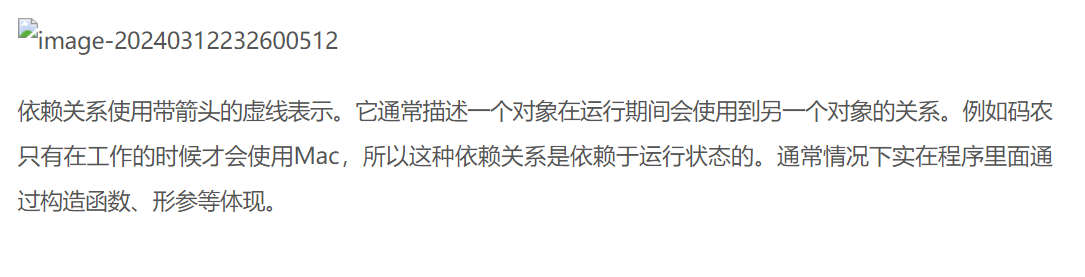 image-20240312232600512
依赖关系使用带箭头的虚线表示。它通常描述一个对象在运行期间会使用到另一个对象的关系。例如码农
只有在工作的时候才会使用Mac，所以这种依赖关系是依赖于运行状态的。通常情况下实在程序里面通
过构造函数、形参等体现。